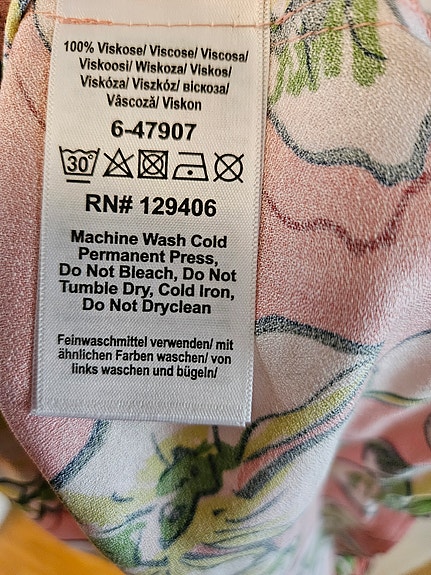 100% Viskose/ Viscose/ Viscosa/
Viskoosi/ Wiskoza/ Viskos/
Viskóza/ Viszkóz/ віскоза/
Vâscoză/ Viskon
6-47907
30°
RN# 129406
Machine Wash Cold
Permanent Press,
Do Not Bleach, Do Not
Tumble Dry, Cold Iron,
Do Not Dryclean
Feinwaschmittel verwenden/ mit
ähnlichen Farben waschen/ von
links waschen und bügeln/